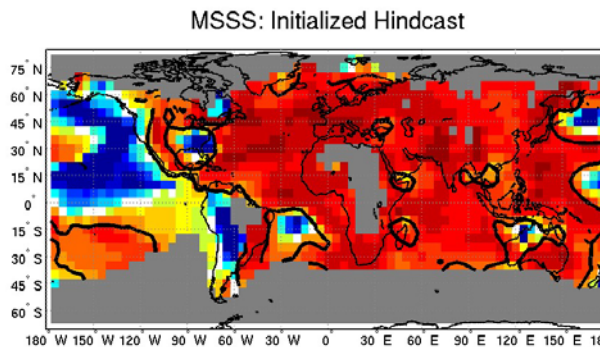 MSSS: Initialized Hindcast
75° N
60° N
45° N
30° N
15° N
0°
15° S
30° S
45° S
60° S
180° W 150° W 120° W 90° W 60° W 30° W 0° 30° E 60° E 90° E 120° E 150° E